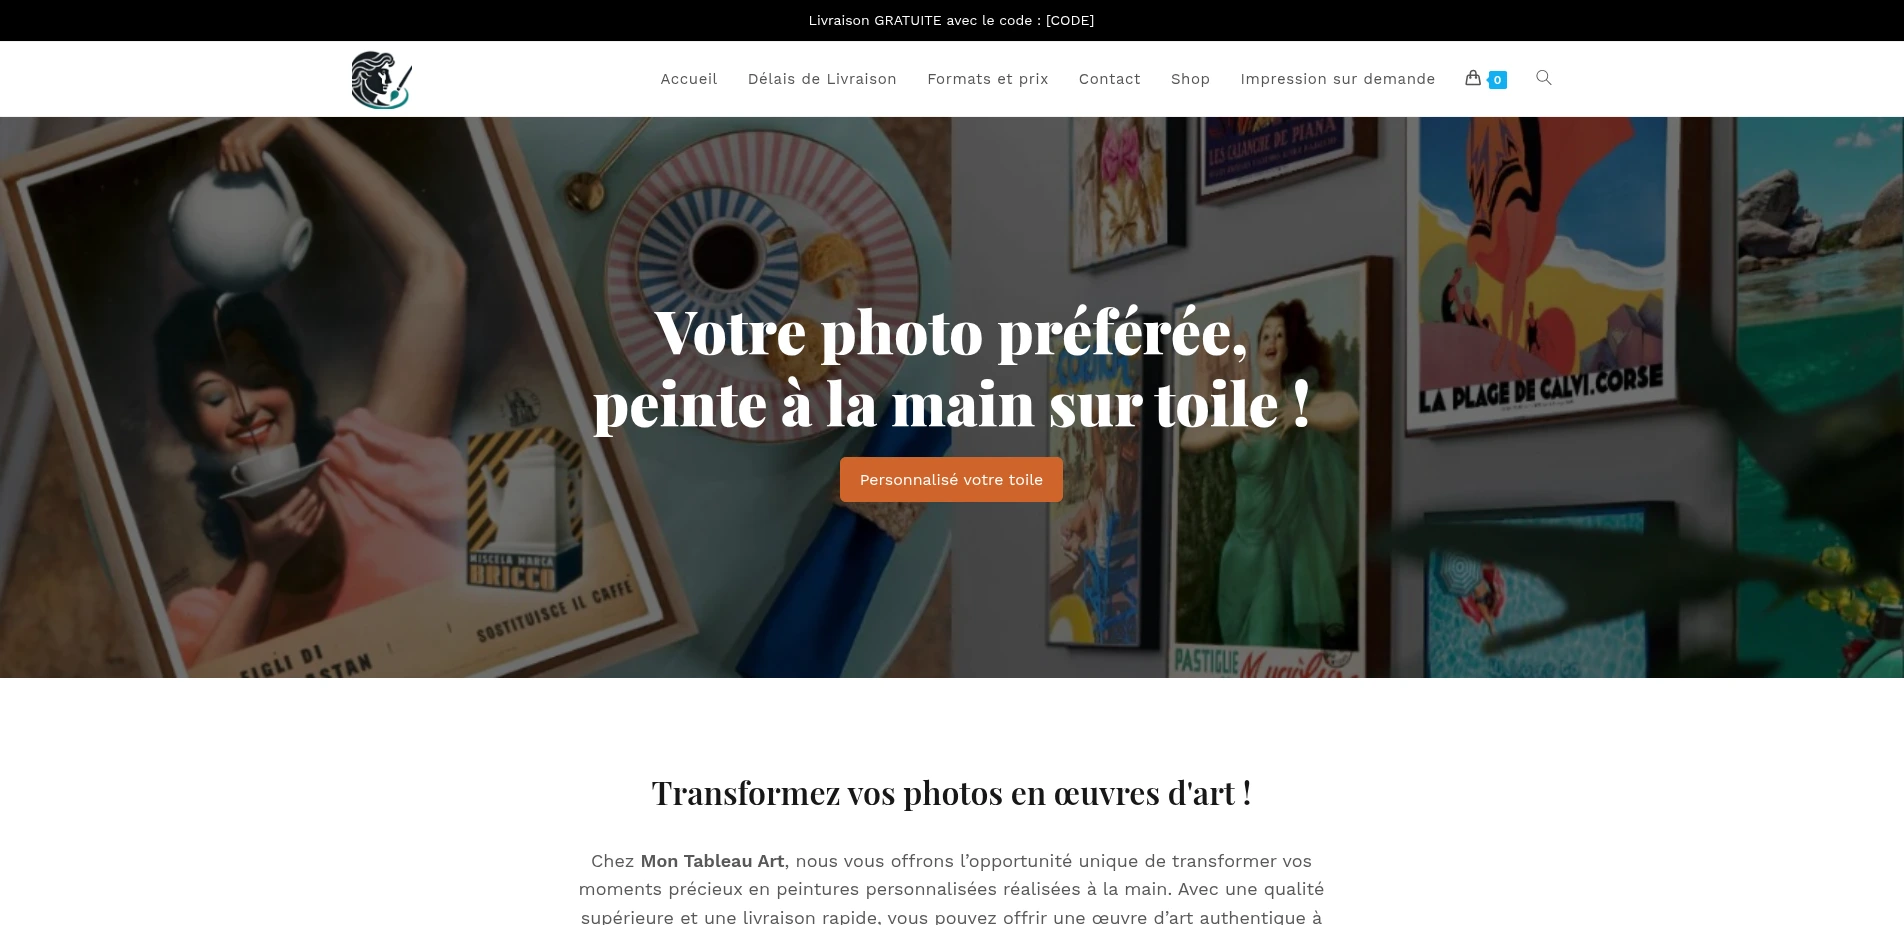 Livraison GRATUITE avec le code : [CODE]
Accueil
Délais de Livraison
Formats et prix
Contact
Shop
Impression sur demande
0
LES CALANCHE DE PIANA
LA PLAGE DE CALVI.CORSE
Votre photo préférée,
peinte à la main sur toile !
Personnalisé votre toile
MISCELA MARCA
BRICCO
SOSTITUISCE IL CAFFE
FIGLI DI
PASTIGLIE
Transformez vos photos en œuvres d'art !
Chez Mon Tableau Art, nous vous offrons l’opportunité unique de transformer vos
moments précieux en peintures personnalisées réalisées à la main. Avec une qualité
supérieure et une livraison rapide, vous pouvez offrir une œuvre d’art authentique à